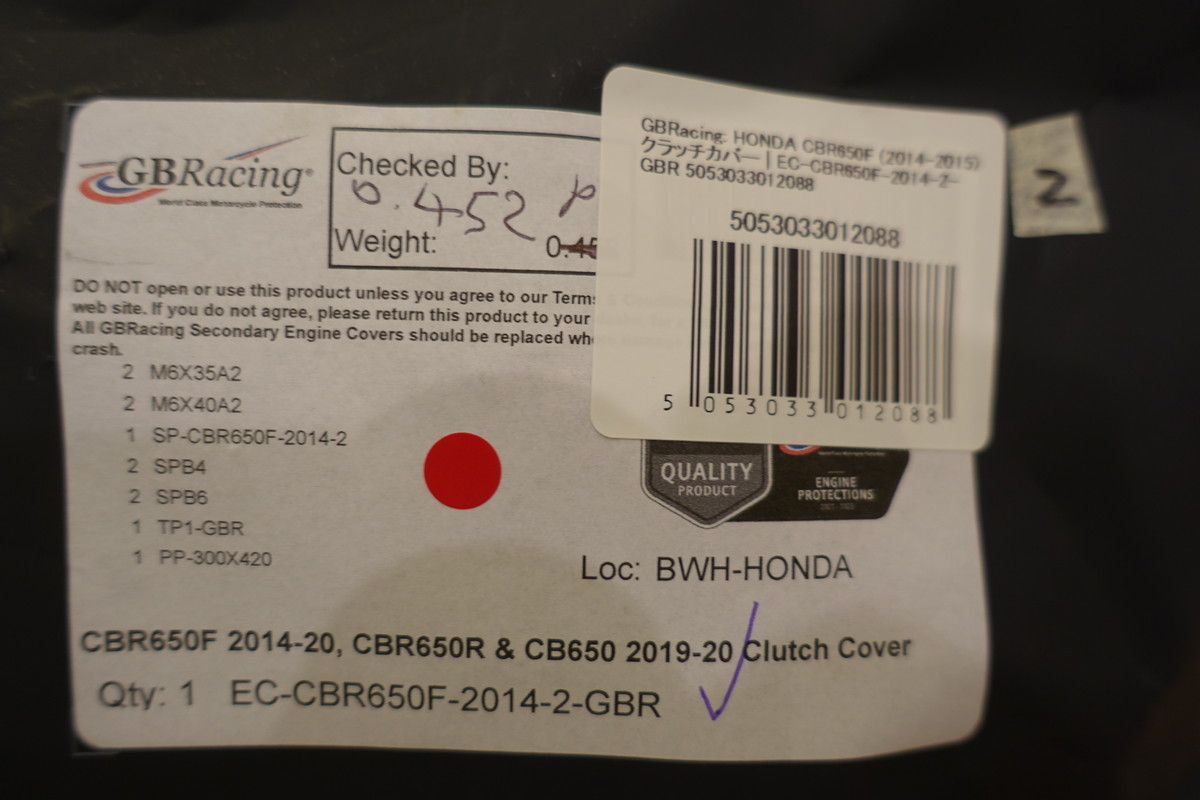 GBRacing
World Class Motorcycle Protection
Checked By:
0.452
Weight:
0.45
DO NOT open or use this product unless you agree to our Terms
web site. If you do not agree, please return this product to your
All GBRacing Secondary Engine Covers should be replaced
crash.
2 M6X35A2
2 M6X40A2
1 SP-CBR650F-2014-2
2 SPB4
2 SPB6
1 TP1-GBR
1 PP-300X420
GBRacing: HONDA CBR650F (2014-2015)
クラッチカバー | EC-CBR650F-2014-2-
GBR 5053033012088
5053033012088
5 053033 012088
2
QUALITY
PRODUCT
ENGINE
PROTECTIONS
Loc: BWH-HONDA
CBR650F 2014-20, CBR650R & CB650 2019-20 Clutch Cover
Qty: 1 EC-CBR650F-2014-2-GBR